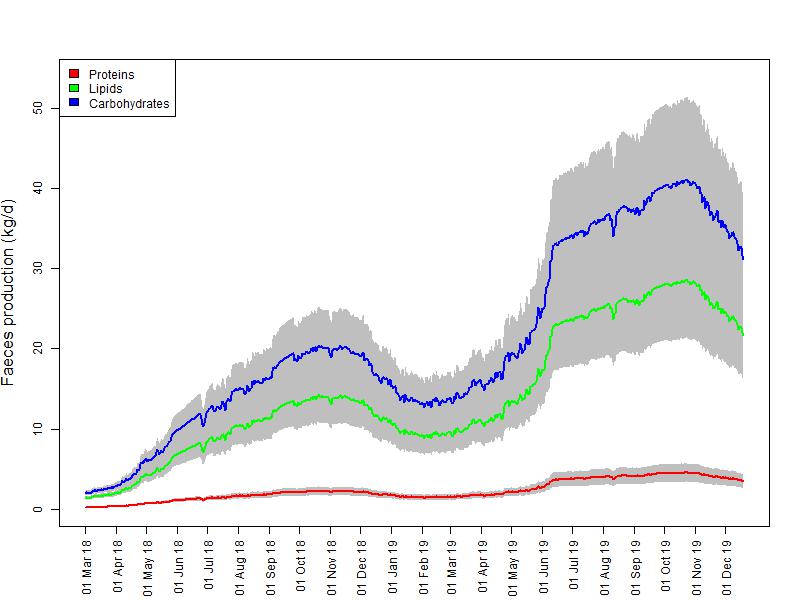 Proteins
Lipids
Carbohydrates
Faeces production (kg/d)
50
40
30
20
10
0
01 Mar 18
01 Apr 18
01 May 18
01 Jun 18
01 Jul 18
01 Aug 18
01 Sep 18
01 Oct 18
01 Nov 18
01 Dec 18
01 Jan 19
01 Feb 19
01 Mar 19
01 Apr 19
01 May 19
01 Jun 19
01 Jul 19
01 Aug 19
01 Sep 19
01 Oct 19
01 Nov 19
01 Dec 19